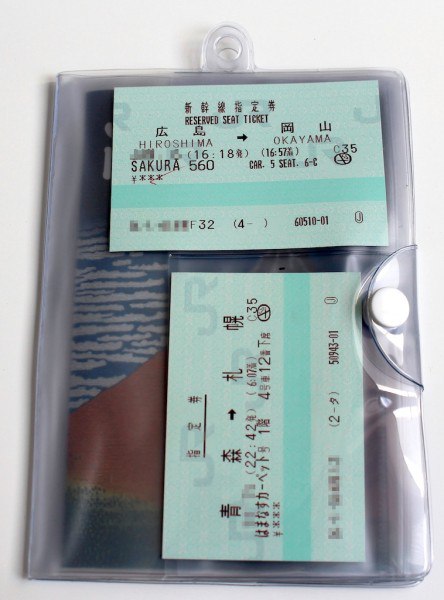 新幹線指定券
RESERVED SEAT TICKET
広島 → 岡山
HIROSHIMA OKAYAMA
(16:18発) (16:57着) C35
SAKURA 560 CAR. 5 SEAT. 6-C
¥***
F32 (4- ) 60510-01
指定券
青森 → 札幌 C35
(22:42発) (6:07着)
はまなすカーペット号 1階 4号車12番下席
¥***
(2-タ) 50943-01
JR